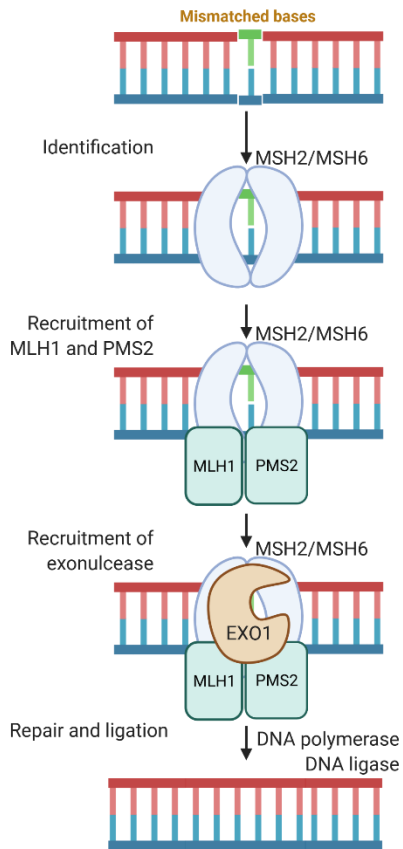 Mismatched bases
Identification
MSH2/MSH6
Recruitment of
MLH1 and PMS2
MSH2/MSH6
MLH1
PMS2
Recruitment of
exonulcease
MSH2/MSH6
EXO1
MLH1
PMS2
Repair and ligation
DNA polymerase
DNA ligase